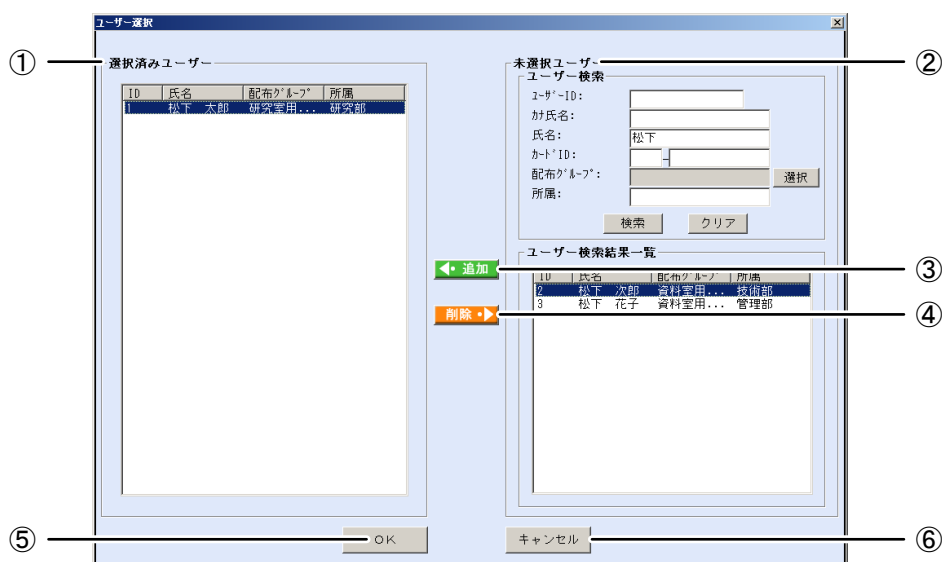 ユーザー選択
① 選択済みユーザー
ID 氏名 配布ｸﾞﾙｰﾌﾟ 所属
1 松下 太郎 研究室用... 研究部
未選択ユーザー ②
ユーザー検索
ﾕｰｻﾞｰID:
ｶﾅ氏名:
氏名: 松下
ｶｰﾄﾞID: -
配布ｸﾞﾙｰﾌﾟ: 選択
所属:
検索 クリア
ユーザー検索結果一覧
追加 ③
ID 氏名 配布ｸﾞﾙｰﾌﾟ 所属
2 松下 次郎 資料室用... 技術部
3 松下 花子 資料室用... 管理部
削除 ④
⑤ OK
キャンセル ⑥